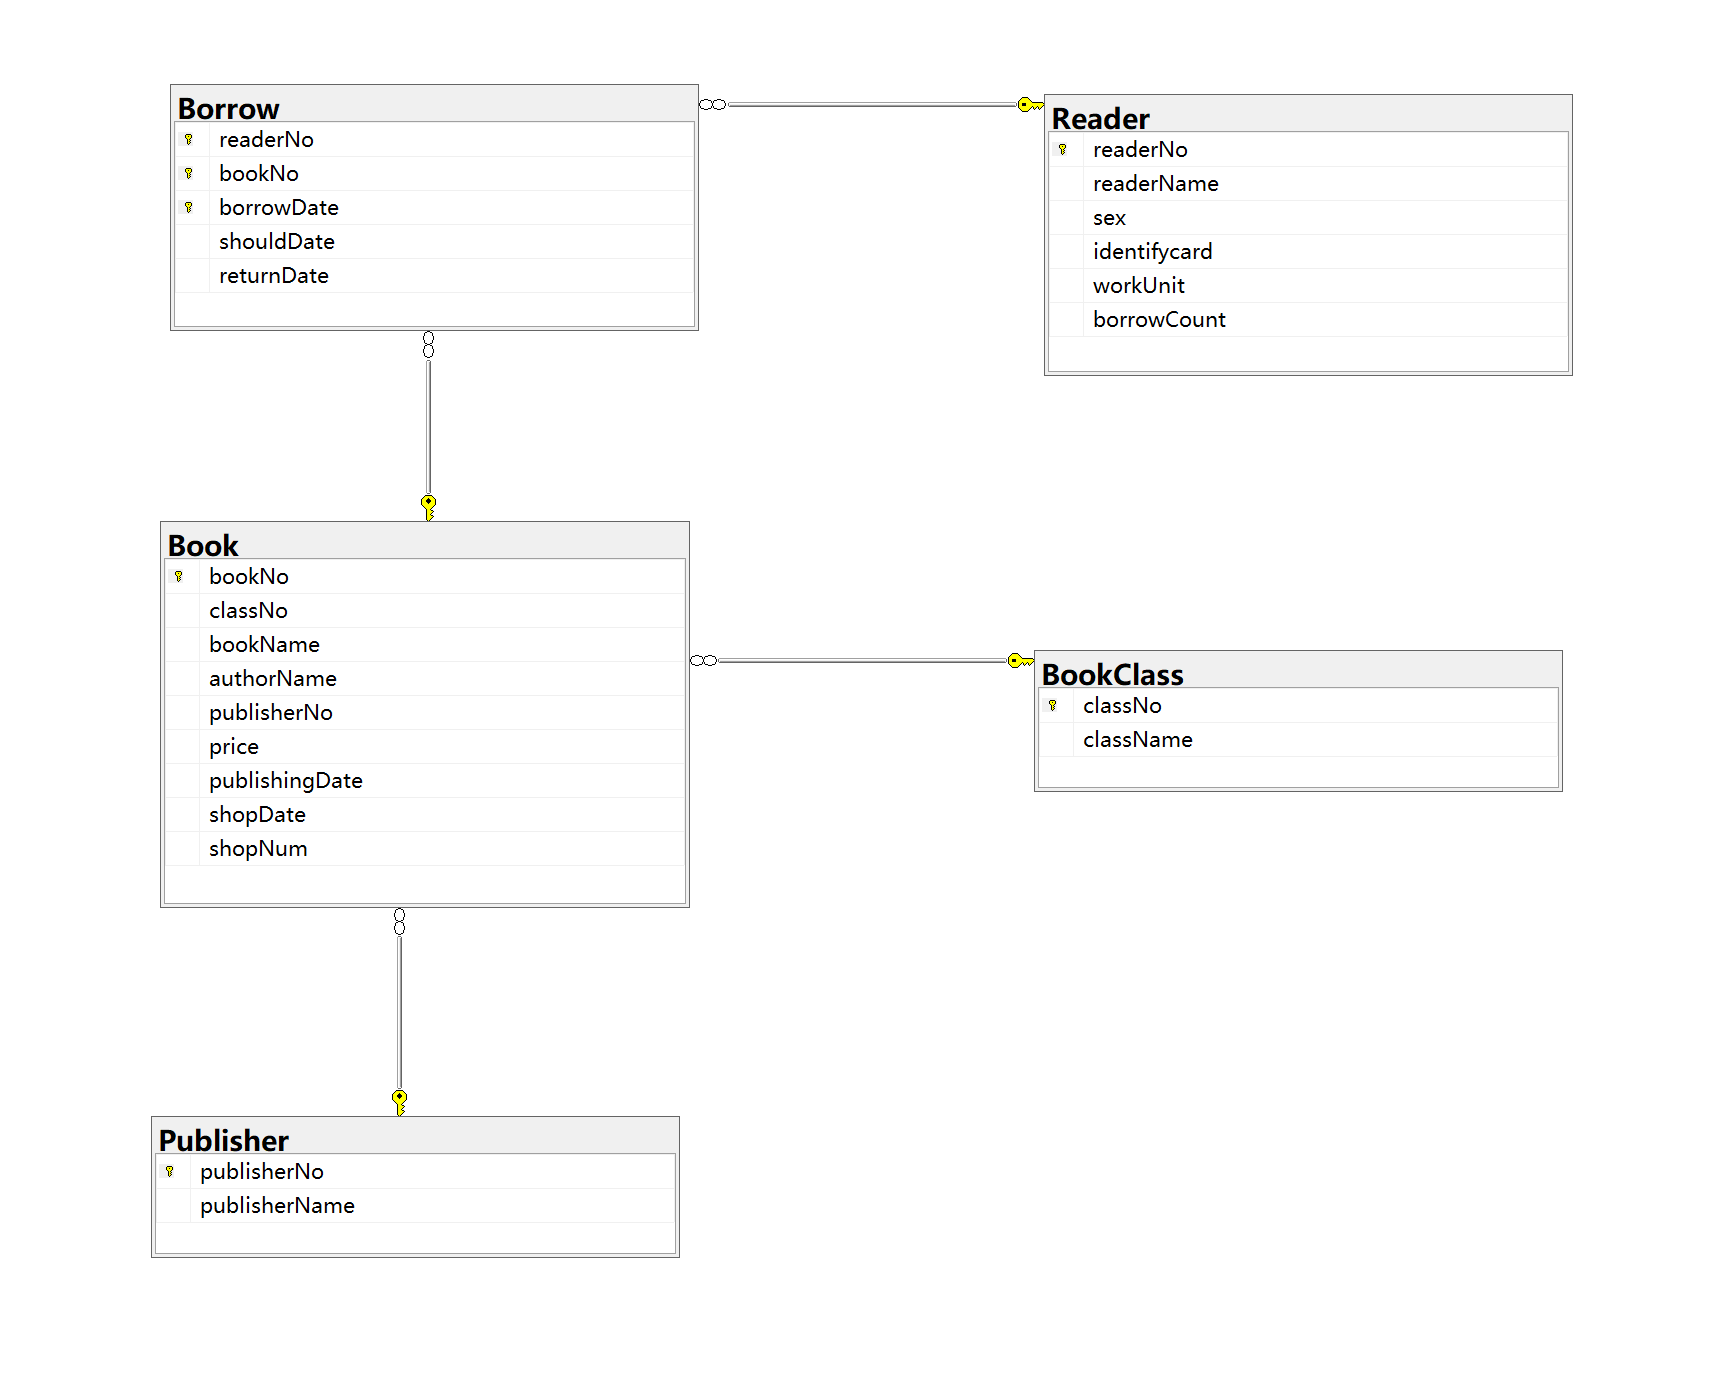 Borrow
readerNo
bookNo
borrowDate
shouldDate
returnDate
Reader
readerNo
readerName
sex
identifycard
workUnit
borrowCount
Book
bookNo
classNo
bookName
authorName
publisherNo
price
publishingDate
shopDate
shopNum
BookClass
classNo
className
Publisher
publisherNo
publisherName